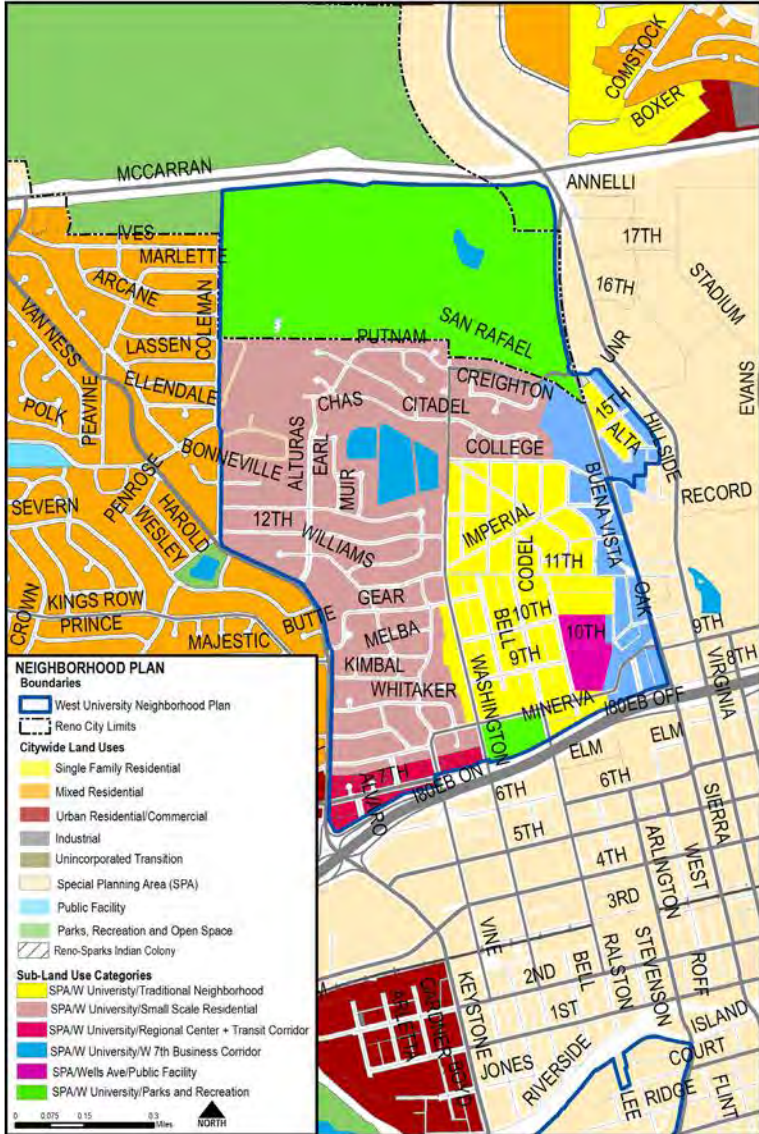 COMSTOCK
BOXER
MCCARRAN
ANNELLI
IVES
17TH
MARLETTE
ARCANE
STADIUM
16TH
COLEMAN
VAN NESS
SAN RAFAEL
PUTNAM
UNR
LASSEN
CREIGHTON
EVANS
ELLENDALE
CHAS
15TH
PEAVINE
CITADEL
HILLSIDE
POLK
ALTA
ALTURAS
EARL
COLLEGE
BONNEVILLE
BUENA VISTA
PENROSE
MUIR
RECORD
SEVERN
HAROLD
IMPERIAL
WESLEY
12TH
WILLIAMS
CODEL
11TH
OAK
GEAR
KINGS ROW
CROWN
BUTTE
10TH
BELL
PRINCE
MELBA
10TH
9TH
MAJESTIC
9TH
8TH
KIMBAL
WASHINGTON
VIRGINIA
WHITAKER
MINERVA
I80EB OFF
ELM
ELM
7TH
I80EB ON
ALVARO
6TH
6TH
SIERRA
5TH
4TH
ARLINGTON
WEST
3RD
VINE
STEVENSON
2ND
BELL
RALSTON
ROFF
KEYSTONE
GARDNER
BOYD
ARLETTA
1ST
ISLAND
JONES
RIVERSIDE
COURT
RIDGE
LEE
FLINT
NEIGHBORHOOD PLAN
Boundaries
West University Neighborhood Plan
Reno City Limits
Citywide Land Uses
Single Family Residential
Mixed Residential
Urban Residential/Commercial
Industrial
Unincorporated Transition
Special Planning Area (SPA)
Public Facility
Parks, Recreation and Open Space
Reno-Sparks Indian Colony
Sub-Land Use Categories
SPA/W Univeristy/Traditional Neighborhood
SPA/W University/Small Scale Residential
SPA/W University/Regional Center + Transit Corridor
SPA/W University/W 7th Business Corridor
SPA/Wells Ave/Public Facility
SPA/W University/Parks and Recreation
0 0.075 0.15 0.3
Miles
NORTH